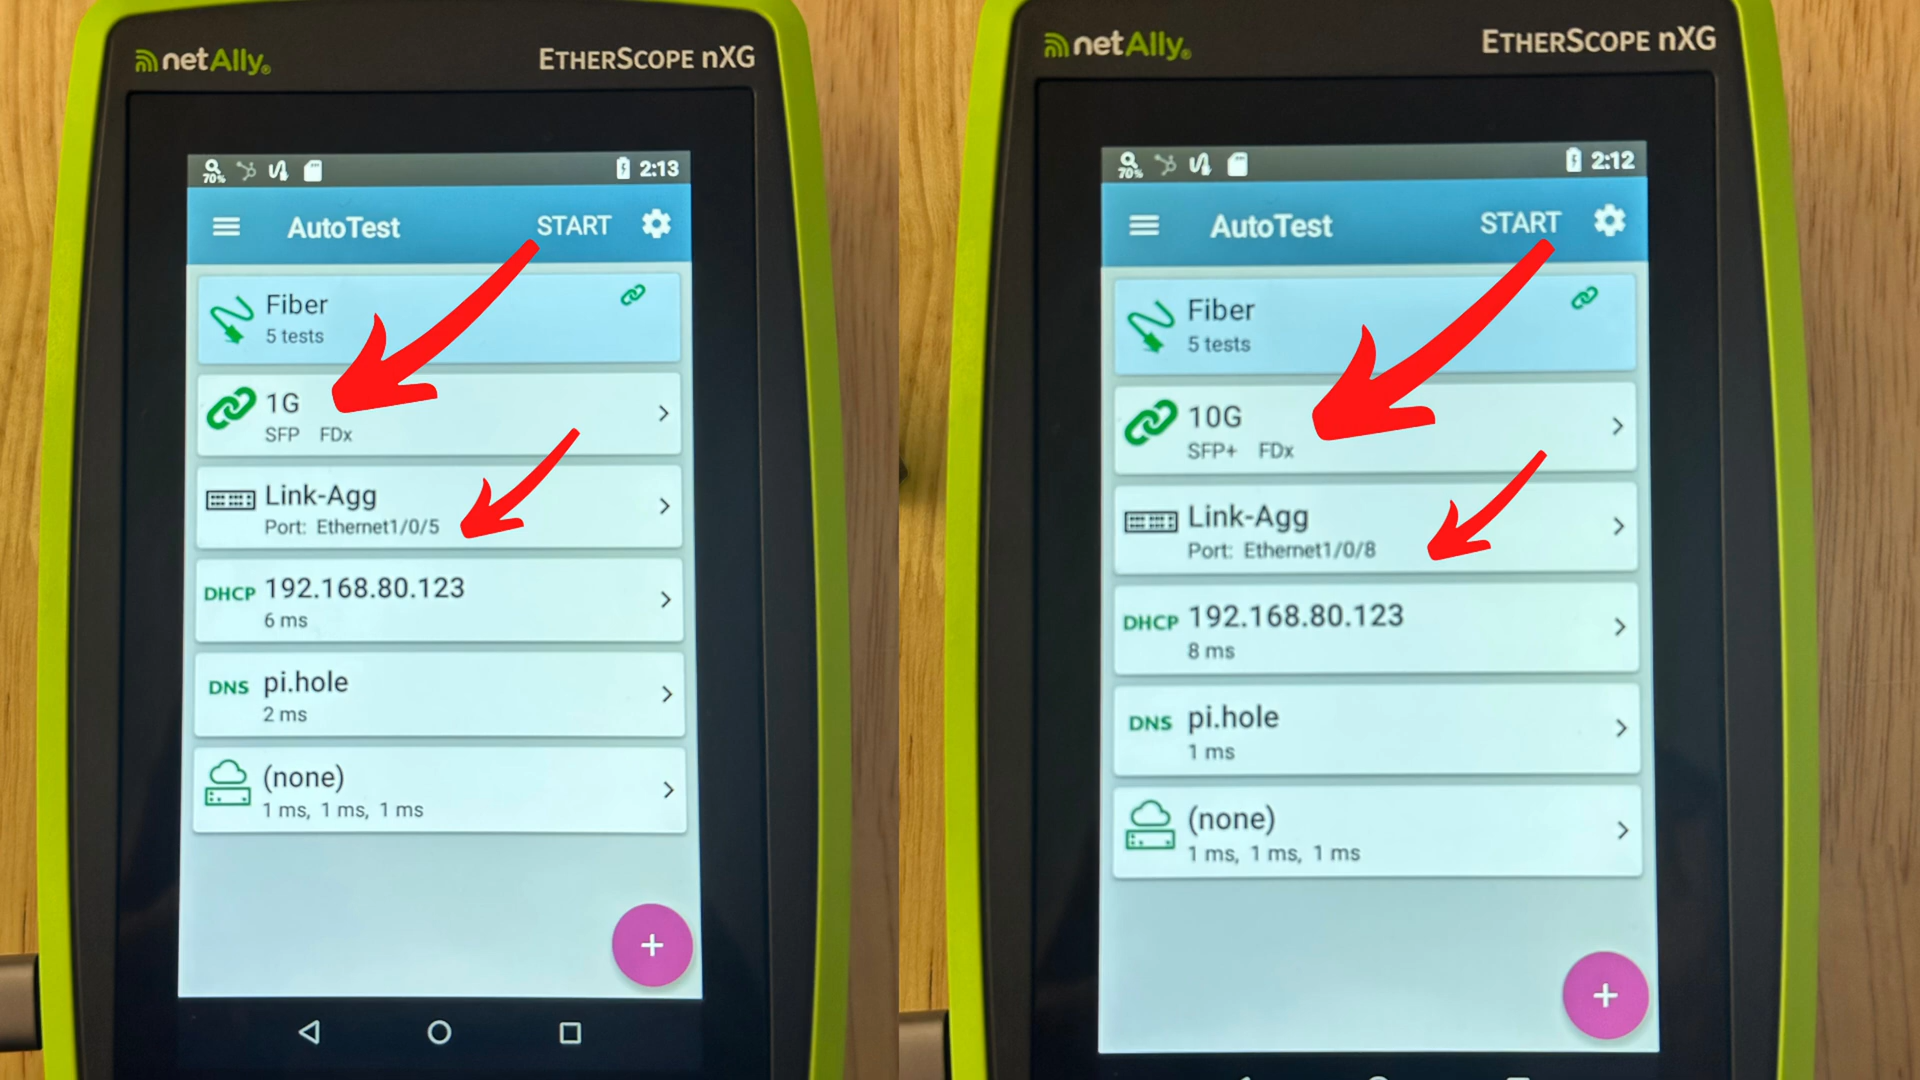 netAlly®
ETHERSCOPE nXG
70%
2:13
AutoTest
START
Fiber
5 tests
1G
SFP FDx
Link-Agg
Port: Ethernet1/0/5
DHCP
192.168.80.123
6 ms
DNS
pi.hole
2 ms
(none)
1 ms, 1 ms, 1 ms
+
netAlly®
ETHERSCOPE nXG
70%
2:12
AutoTest
START
Fiber
5 tests
10G
SFP+ FDx
Link-Agg
Port: Ethernet1/0/8
DHCP
192.168.80.123
8 ms
DNS
pi.hole
1 ms
(none)
1 ms, 1 ms, 1 ms
+